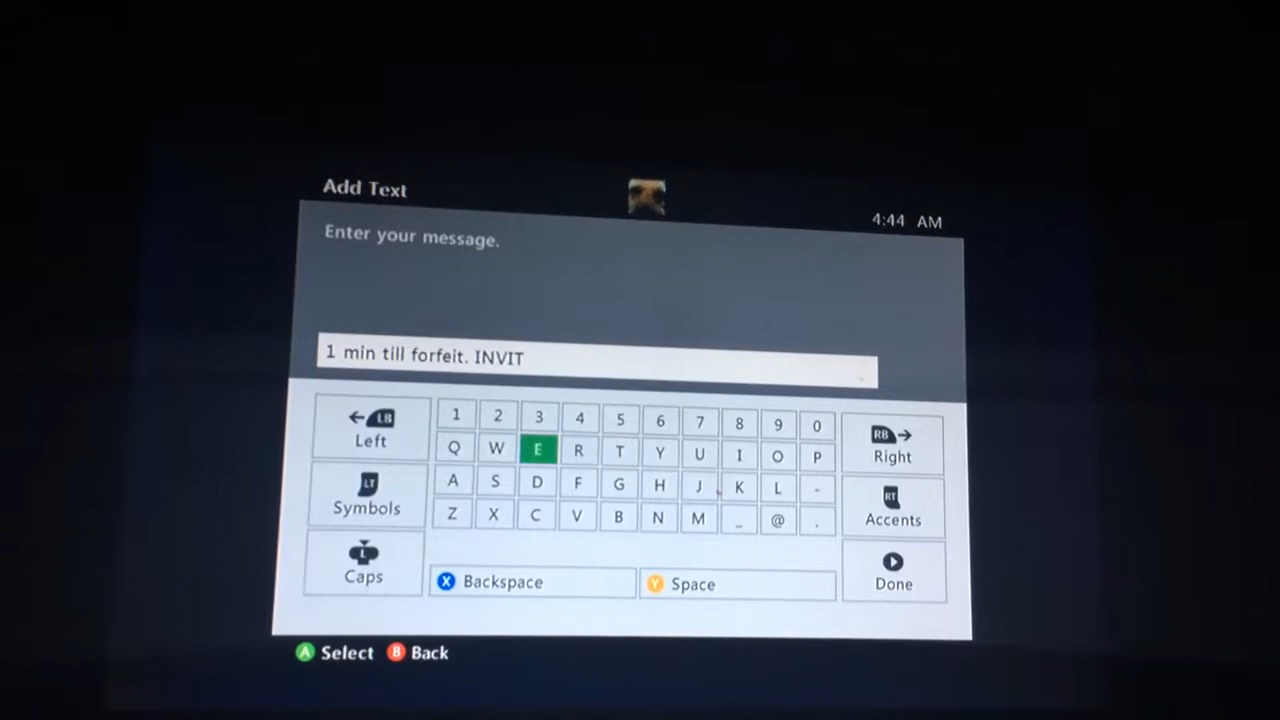 Add Text
4:44 AM
Enter your message.
1 min till forfeit. INVIT
LB
Left
1 2 3 4 5 6 7 8 9 0
RB
Right
Q W E R T Y U I O P
LT
Symbols
A S D F G H J K L -
RT
Accents
Z X C V B N M _ @ .
L
Caps
X Backspace
Y Space
Done
A Select B Back